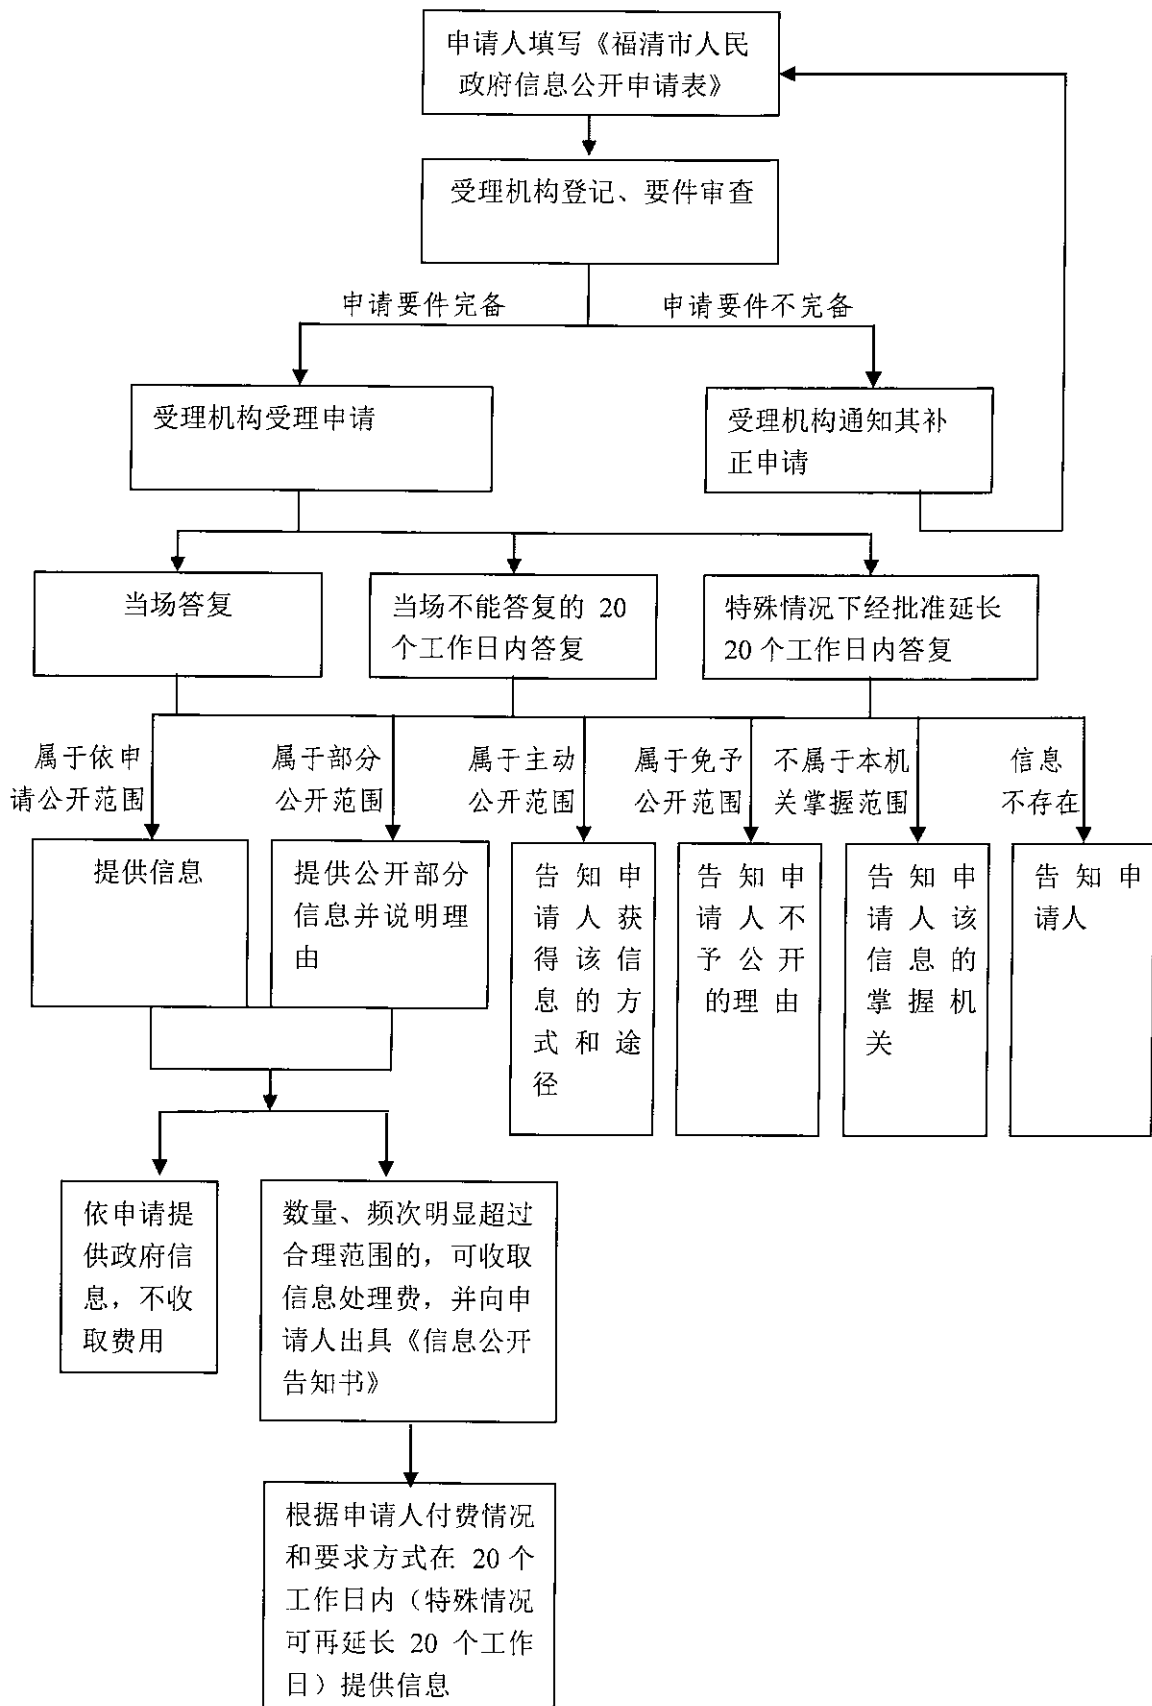 申请人填写《福清市人民
政府信息公开申请表》
受理机构登记、要件审查
申请要件完备
申请要件不完备
受理机构受理申请
受理机构通知其补
正申请
当场答复
当场不能答复的 20
个工作日内答复
特殊情况下经批准延长
20 个工作日内答复
属于依申
请公开范围
属于部分
公开范围
属于主动
公开范围
属于免予
公开范围
不属于本机
关掌握范围
信息
不存在
提供信息
提供公开部分
信息并说明理
由
告知申
请人获
得该信
息的方
式和途
径
告知申
请人不
予公开
的理由
告知申
请人该
信息的
掌握机
关
告知申
请人
依申请提
供政府信
息，不收
取费用
数量、频次明显超过
合理范围的，可收取
信息处理费，并向申
请人出具《信息公开
告知书》
根据申请人付费情况
和要求方式在 20 个
工作日内（特殊情况
可再延长 20 个工作
日）提供信息